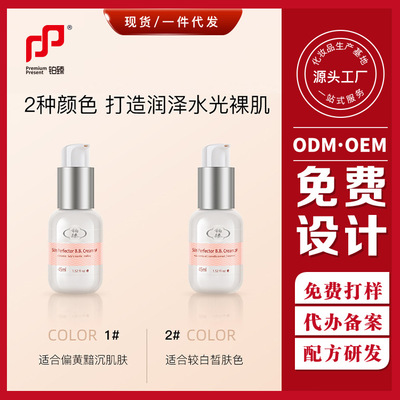 现货/一件代发
Premium
Present
铂颐
®
化妆品生产基地
源头工厂
一站式服务
2种颜色 打造润泽水光裸肌
ODM·OEM
免费
设计
免费打样
代办备案
配方研发
Skin Perfector B.B. Cream
45ml
Skin Perfector B.B. Cream
45ml
COLOR 1#
适合偏黄黯沉肌肤
2# COLOR
适合较白皙肤色